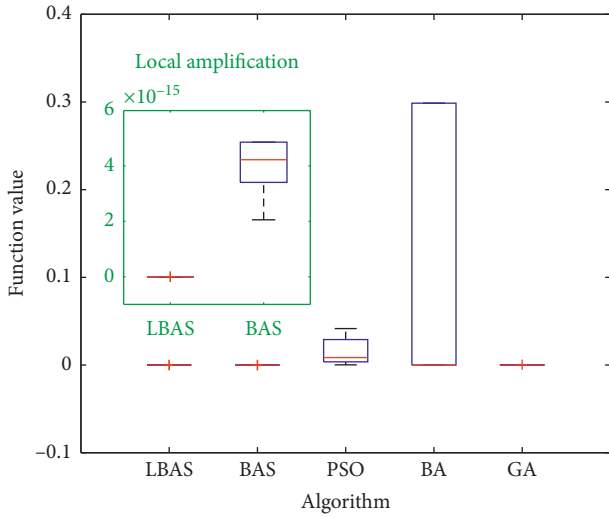 0.4
0.3
0.2
0.1
0
–0.1
Function value
Local amplification
×10–15
6
4
2
0
LBAS BAS
LBAS BAS PSO BA GA
Algorithm